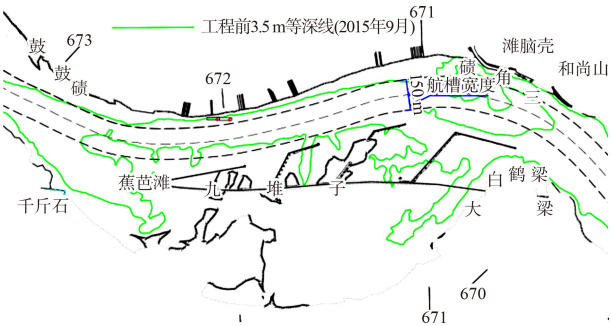 工程前3.5 m等深线(2015年9月)
671
673
672
鼓鼓碛
滩脑壳
和尚山
碛角三
航槽宽度
150m
蕉芭滩
九堆子
白鹤梁
千斤石
大梁
670
671